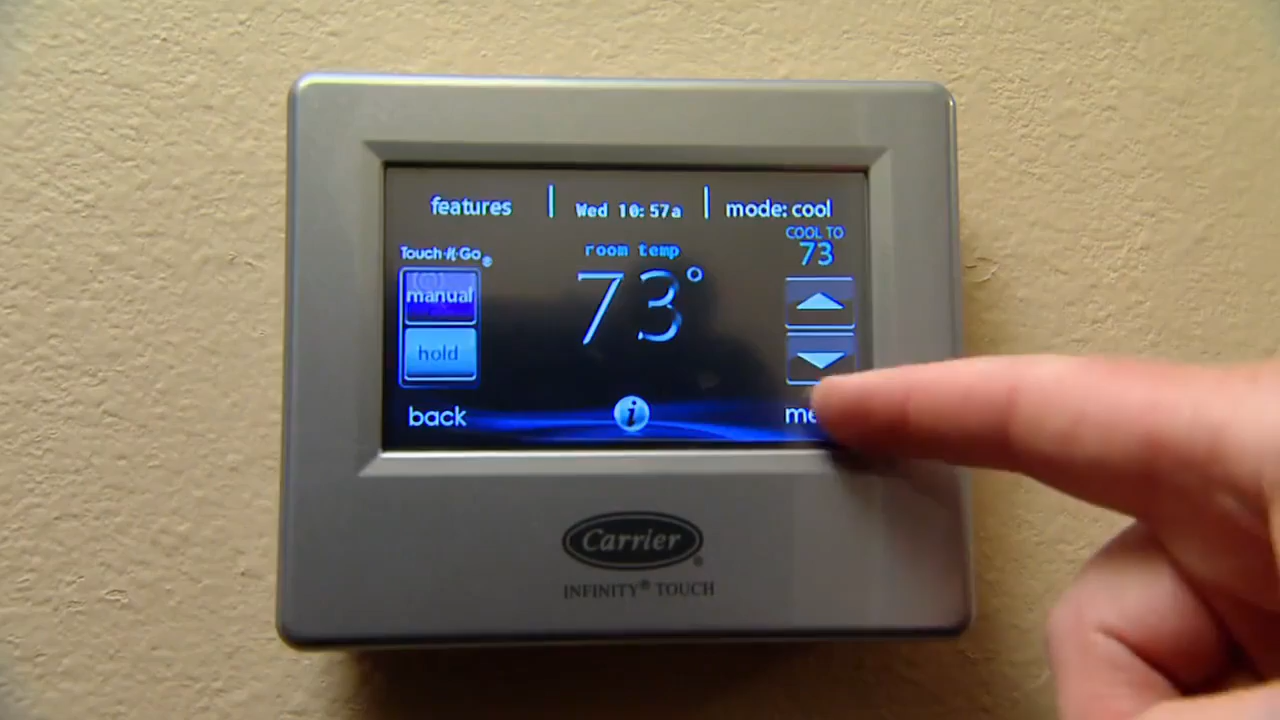 features
Wed 10:57a
mode: cool
COOL TO
73
room temp
73°
Touch-N-Go®
manual
hold
back
i
Carrier®
INFINITY® TOUCH